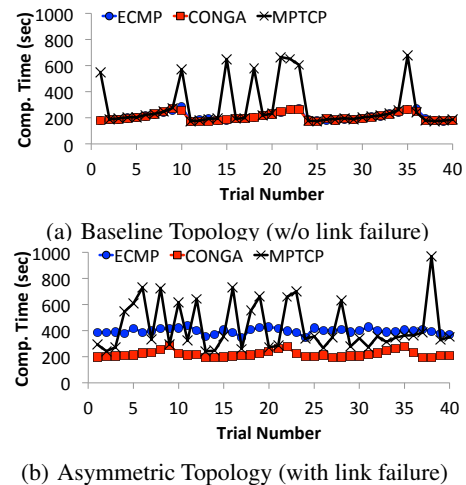 ECMP CONGA MPTCP
1000
800
600
400
200
0
Comp. Time (sec)
0 5 10 15 20 25 30 35 40
Trial Number
(a) Baseline Topology (w/o link failure)
ECMP CONGA MPTCP
1000
800
600
400
200
0
Comp. Time (sec)
0 5 10 15 20 25 30 35 40
Trial Number
(b) Asymmetric Topology (with link failure)